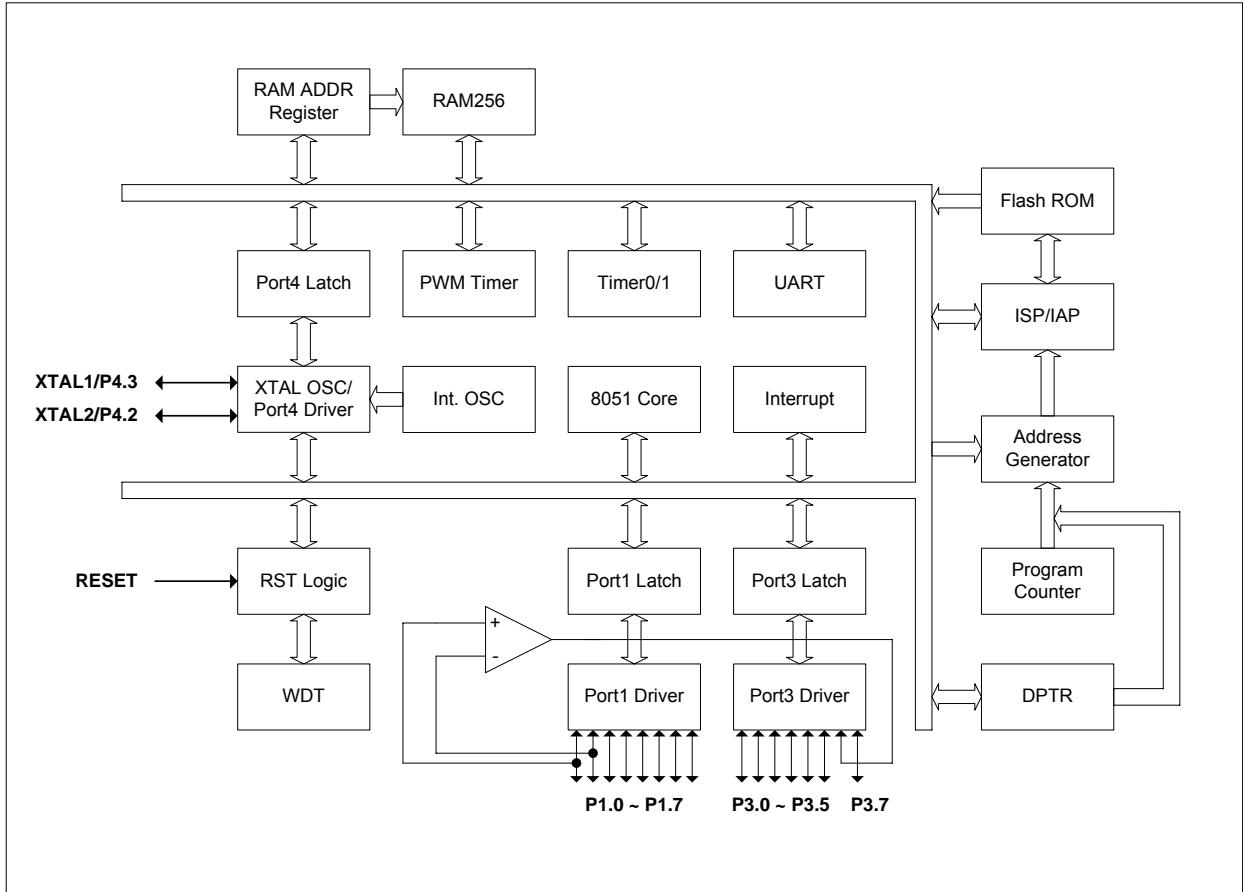 RAM ADDR
Register
RAM256
Flash ROM
Port4 Latch
PWM Timer
Timer0/1
UART
ISP/IAP
XTAL1/P4.3
XTAL2/P4.2
XTAL OSC/
Port4 Driver
Int. OSC
8051 Core
Interrupt
Address
Generator
RESET
RST Logic
Port1 Latch
Port3 Latch
Program
Counter
+
-
WDT
Port1 Driver
Port3 Driver
DPTR
P1.0 ~ P1.7
P3.0 ~ P3.5
P3.7